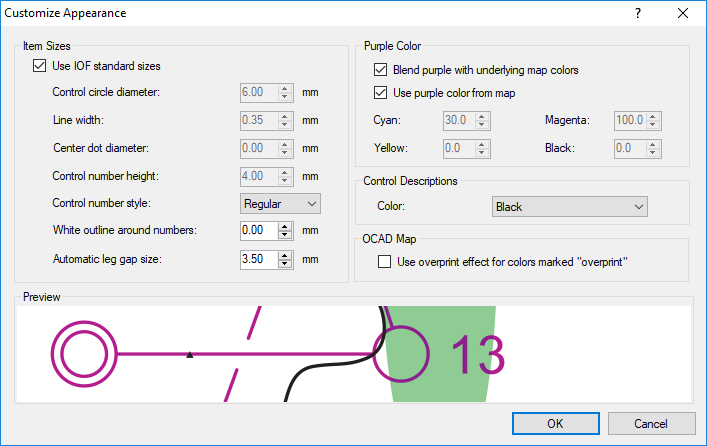 Customize Appearance
?
Item Sizes
Use IOF standard sizes
Control circle diameter: 6.00 mm
Line width: 0.35 mm
Center dot diameter: 0.00 mm
Control number height: 4.00 mm
Control number style: Regular
White outline around numbers: 0.00 mm
Automatic leg gap size: 3.50 mm
Purple Color
Blend purple with underlying map colors
Use purple color from map
Cyan: 30.0 Magenta: 100.0
Yellow: 0.0 Black: 0.0
Control Descriptions
Color: Black
OCAD Map
Use overprint effect for colors marked "overprint"
Preview
13
OK Cancel